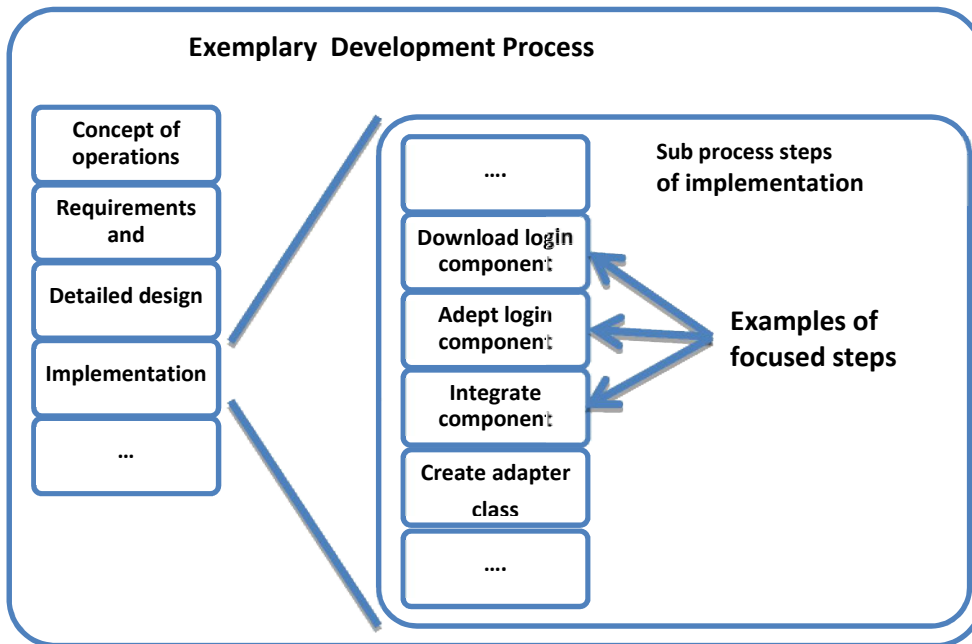 Exemplary Development Process
Concept of
operations
Requirements
and
Detailed design
Implementation
...
Sub process steps
of implementation
....
Download login
component
Adept login
component
Integrate
component
Create adapter
class
....
Examples of
focused steps